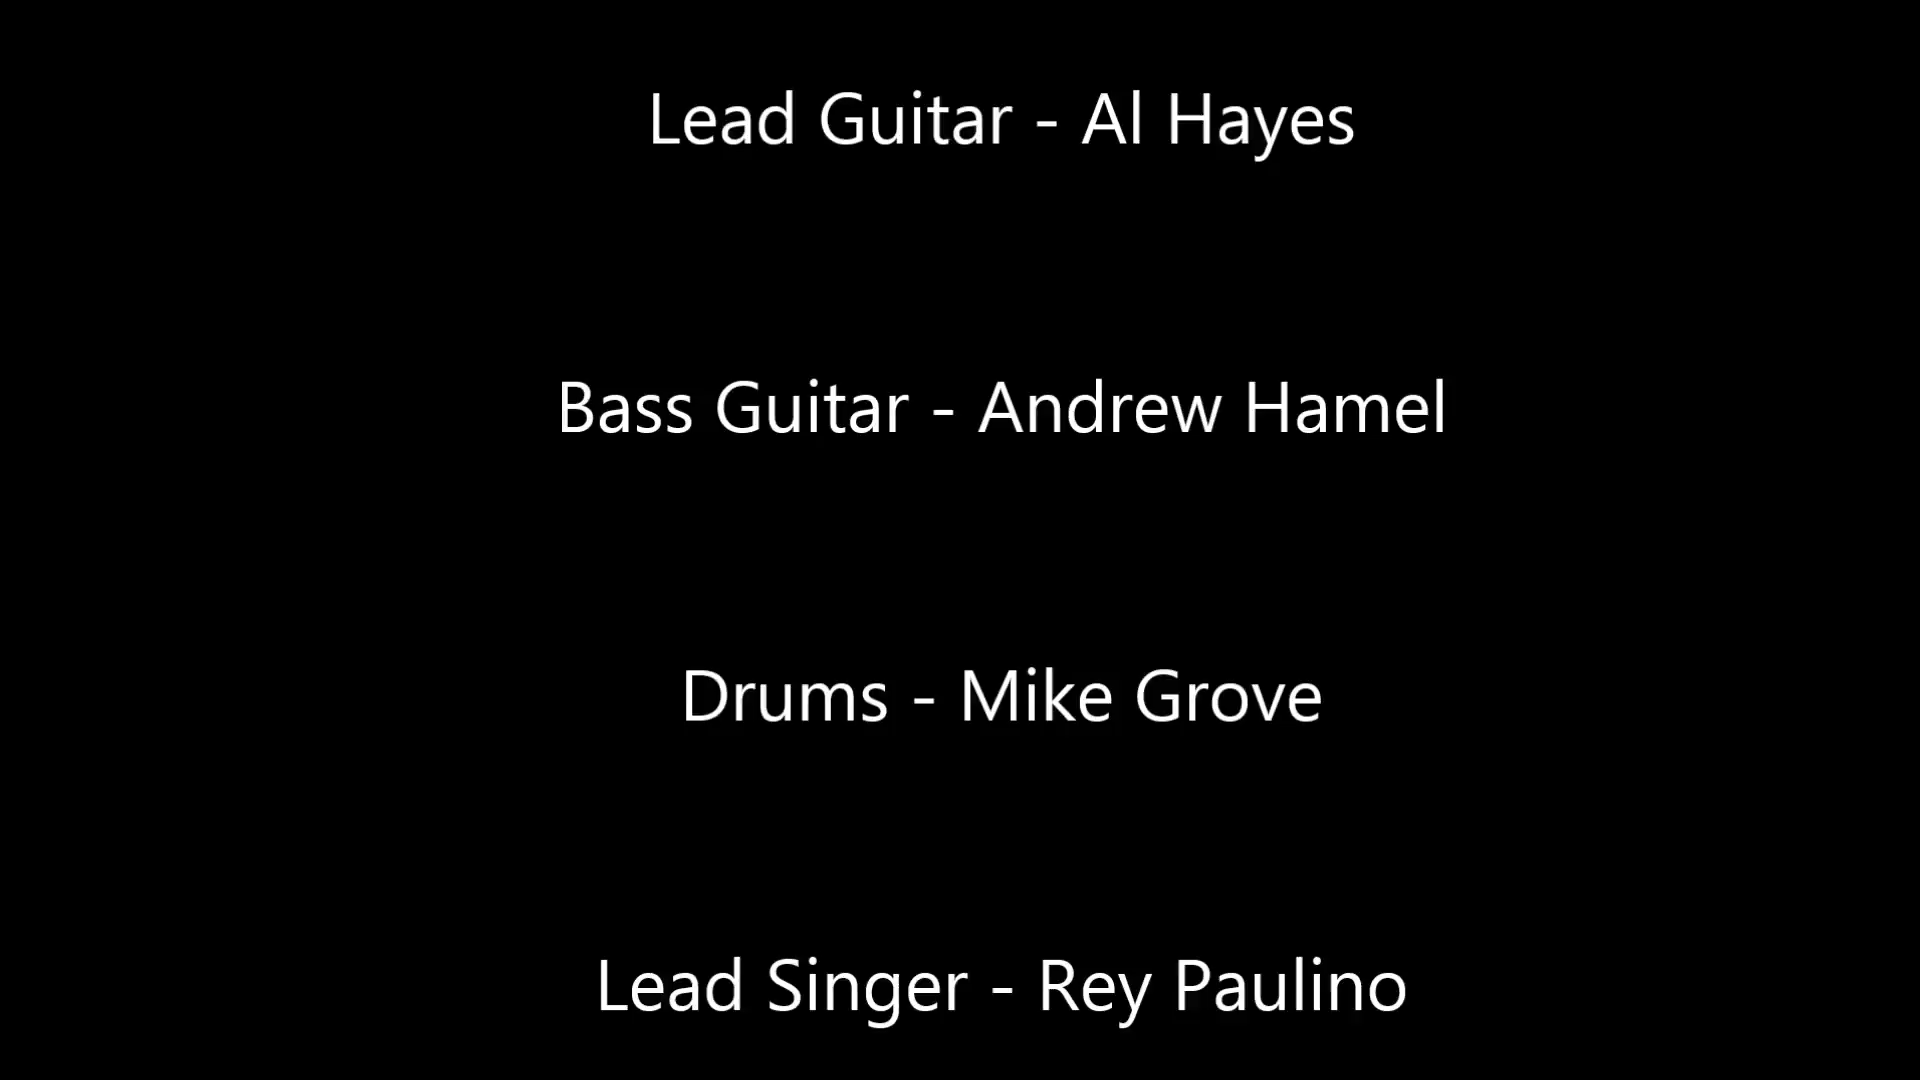 Lead Guitar - Al Hayes
Bass Guitar - Andrew Hamel
Drums - Mike Grove
Lead Singer - Rey Paulino